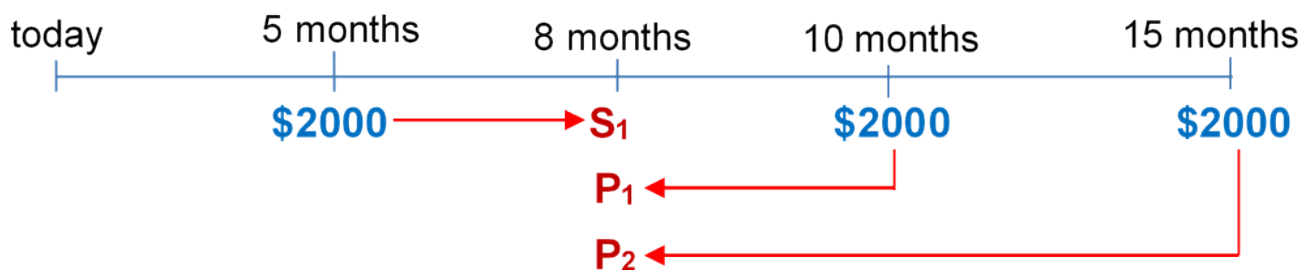 today 5 months 8 months 10 months 15 months
$2000 S₁ $2000 $2000
P₁
P₂